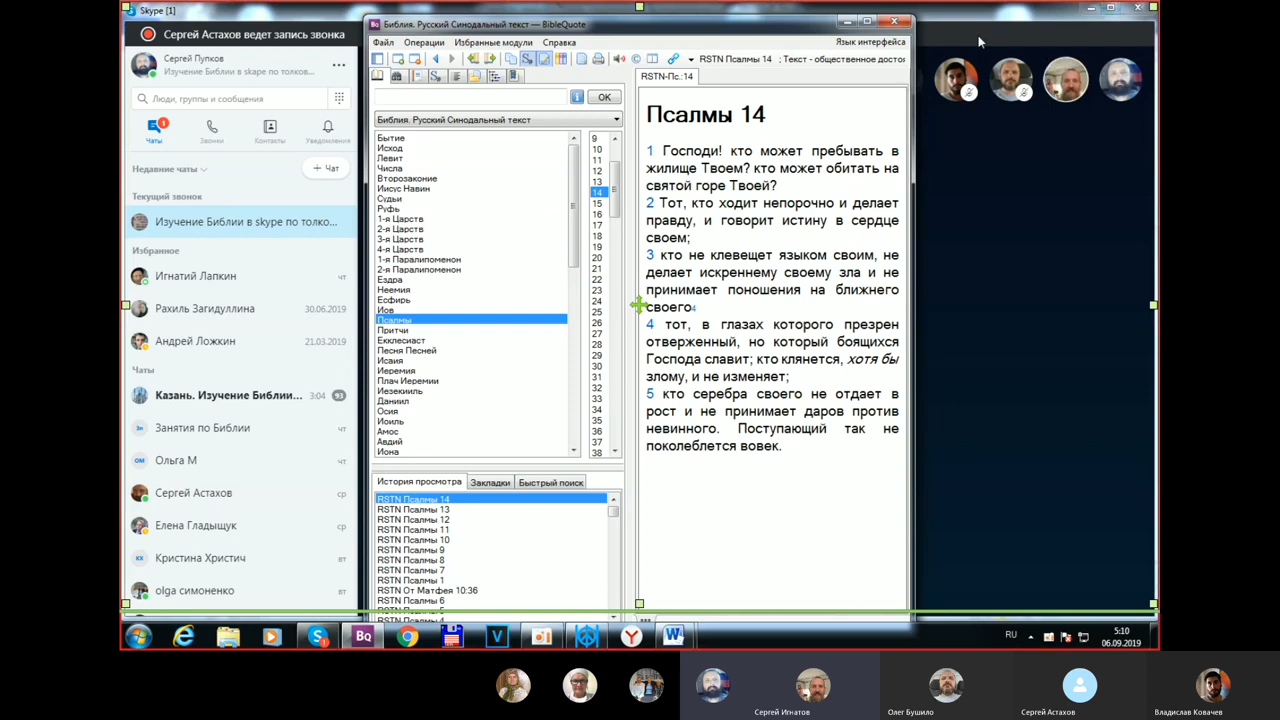 Skype [1]
Сергей Астахов ведет запись звонка
Сергей Пупков
Изучение Библии в skape по толков...
Люди, группы и сообщения
1
Чаты
Звонки
Контакты
Уведомления
Недавние чаты
+ Чат
Текущий звонок
Изучение Библии в skype по толко...
Избранное
Игнатий Лапкин
чт
Рахиль Загидуллина
30.06.2019
Андрей Ложкин
21.03.2019
Чаты
Казань. Изучение Библии...
3:04
93
Занятия по Библии
чт
Ольга М
чт
Сергей Астахов
ср
Елена Гладыщук
ср
Кристина Христич
вт
olga симоненко
вт
Библия. Русский Синодальный текст — BibleQuote
Файл
Операции
Избранные модули
Справка
Язык интерфейса
RSTN Псалмы 14
; Текст - общественное достоя
OK
Библия. Русский Синодальный текст
Бытие
Исход
Левит
Числа
Второзаконие
Иисус Навин
Судьи
Руфь
1-я Царств
2-я Царств
3-я Царств
4-я Царств
1-я Паралипоменон
2-я Паралипоменон
Ездра
Неемия
Есфирь
Иов
Псалмы
Притчи
Екклесиаст
Песня Песней
Исаия
Иеремия
Плач Иеремии
Иезекииль
Даниил
Осия
Иоиль
Амос
Авдий
Иона
9
10
11
12
13
14
15
16
17
18
19
20
21
22
23
24
25
26
27
28
29
30
31
32
33
34
35
36
37
38
История просмотра
Закладки
Быстрый поиск
RSTN Псалмы 14
RSTN Псалмы 13
RSTN Псалмы 12
RSTN Псалмы 11
RSTN Псалмы 10
RSTN Псалмы 9
RSTN Псалмы 8
RSTN Псалмы 7
RSTN Псалмы 1
RSTN От Матфея 10:36
RSTN Псалмы 6
RSTN-Пс.:14
Псалмы 14
1 Господи! кто может пребывать в
жилище Твоем? кто может обитать на
святой горе Твоей?
2 Тот, кто ходит непорочно и делает
правду, и говорит истину в сердце
своем;
3 кто не клевещет языком своим, не
делает искреннему своему зла и не
принимает поношения на ближнего
своего4
4 тот, в глазах которого презрен
отверженный, но который боящихся
Господа славит; кто клянется, хотя бы
злому, и не изменяет;
5 кто серебра своего не отдает в
рост и не принимает даров против
невинного. Поступающий так не
поколеблется вовек.
RU
5:10
06.09.2019
Сергей Игнатов
Олег Бушило
Сергей Астахов
Владислав Ковачев